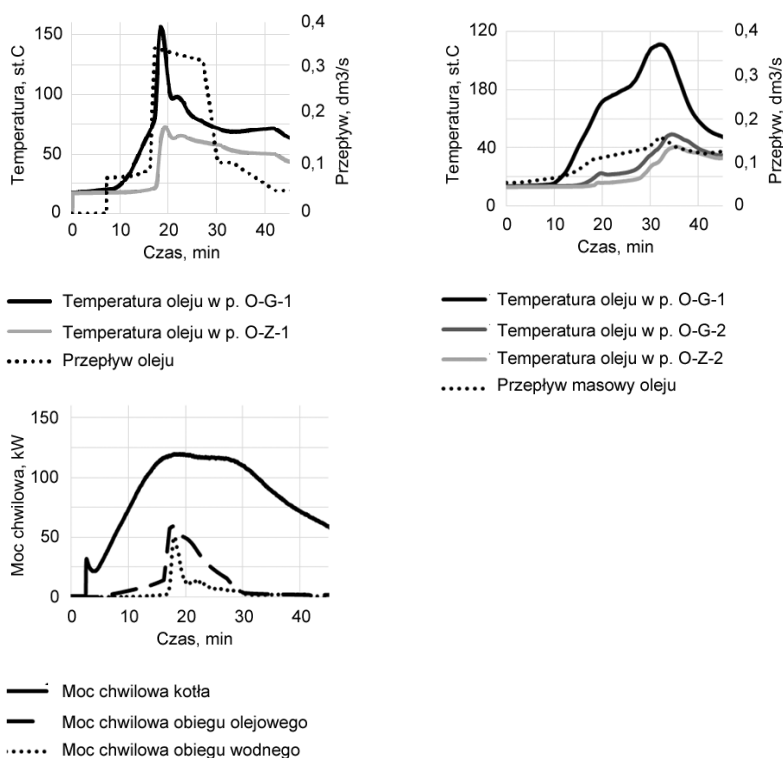 Temperatura, st.C
150
100
50
0
0,4
0,3
0,2
0,1
0
Przepływ, dm3/s
0 10 20 30 40
Czas, min
Temperatura oleju w p. O-G-1
Temperatura oleju w p. O-Z-1
Przepływ oleju
Temperatura, st.C
120
180
40
0
0,4
0,3
0,2
0,1
0
Przepływ, dm3/s
0 10 20 30 40
Czas, min
Temperatura oleju w p. O-G-1
Temperatura oleju w p. O-G-2
Temperatura oleju w p. O-Z-2
Przepływ masowy oleju
Moc chwilowa, kW
150
100
50
0
0 10 20 30 40
Czas, min
Moc chwilowa kotła
Moc chwilowa obiegu olejowego
Moc chwilowa obiegu wodnego